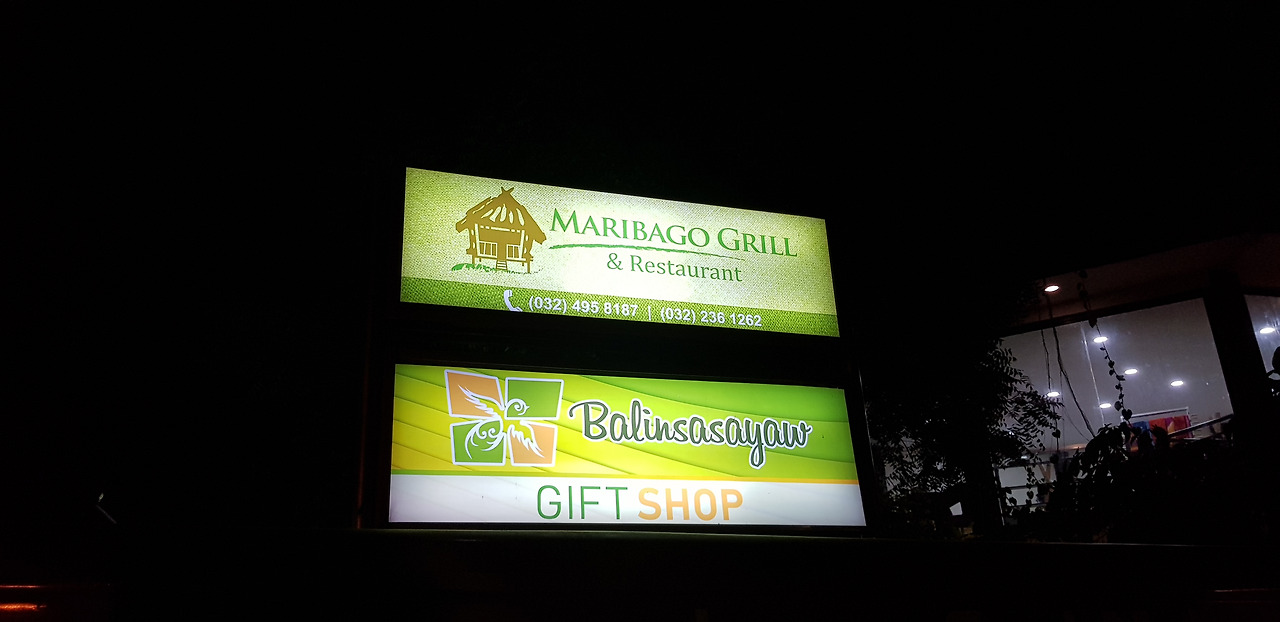 MARIBAGO GRILL
& Restaurant
(032) 495 8187 | (032) 236 1262
Balinsasayaw
GIFT SHOP